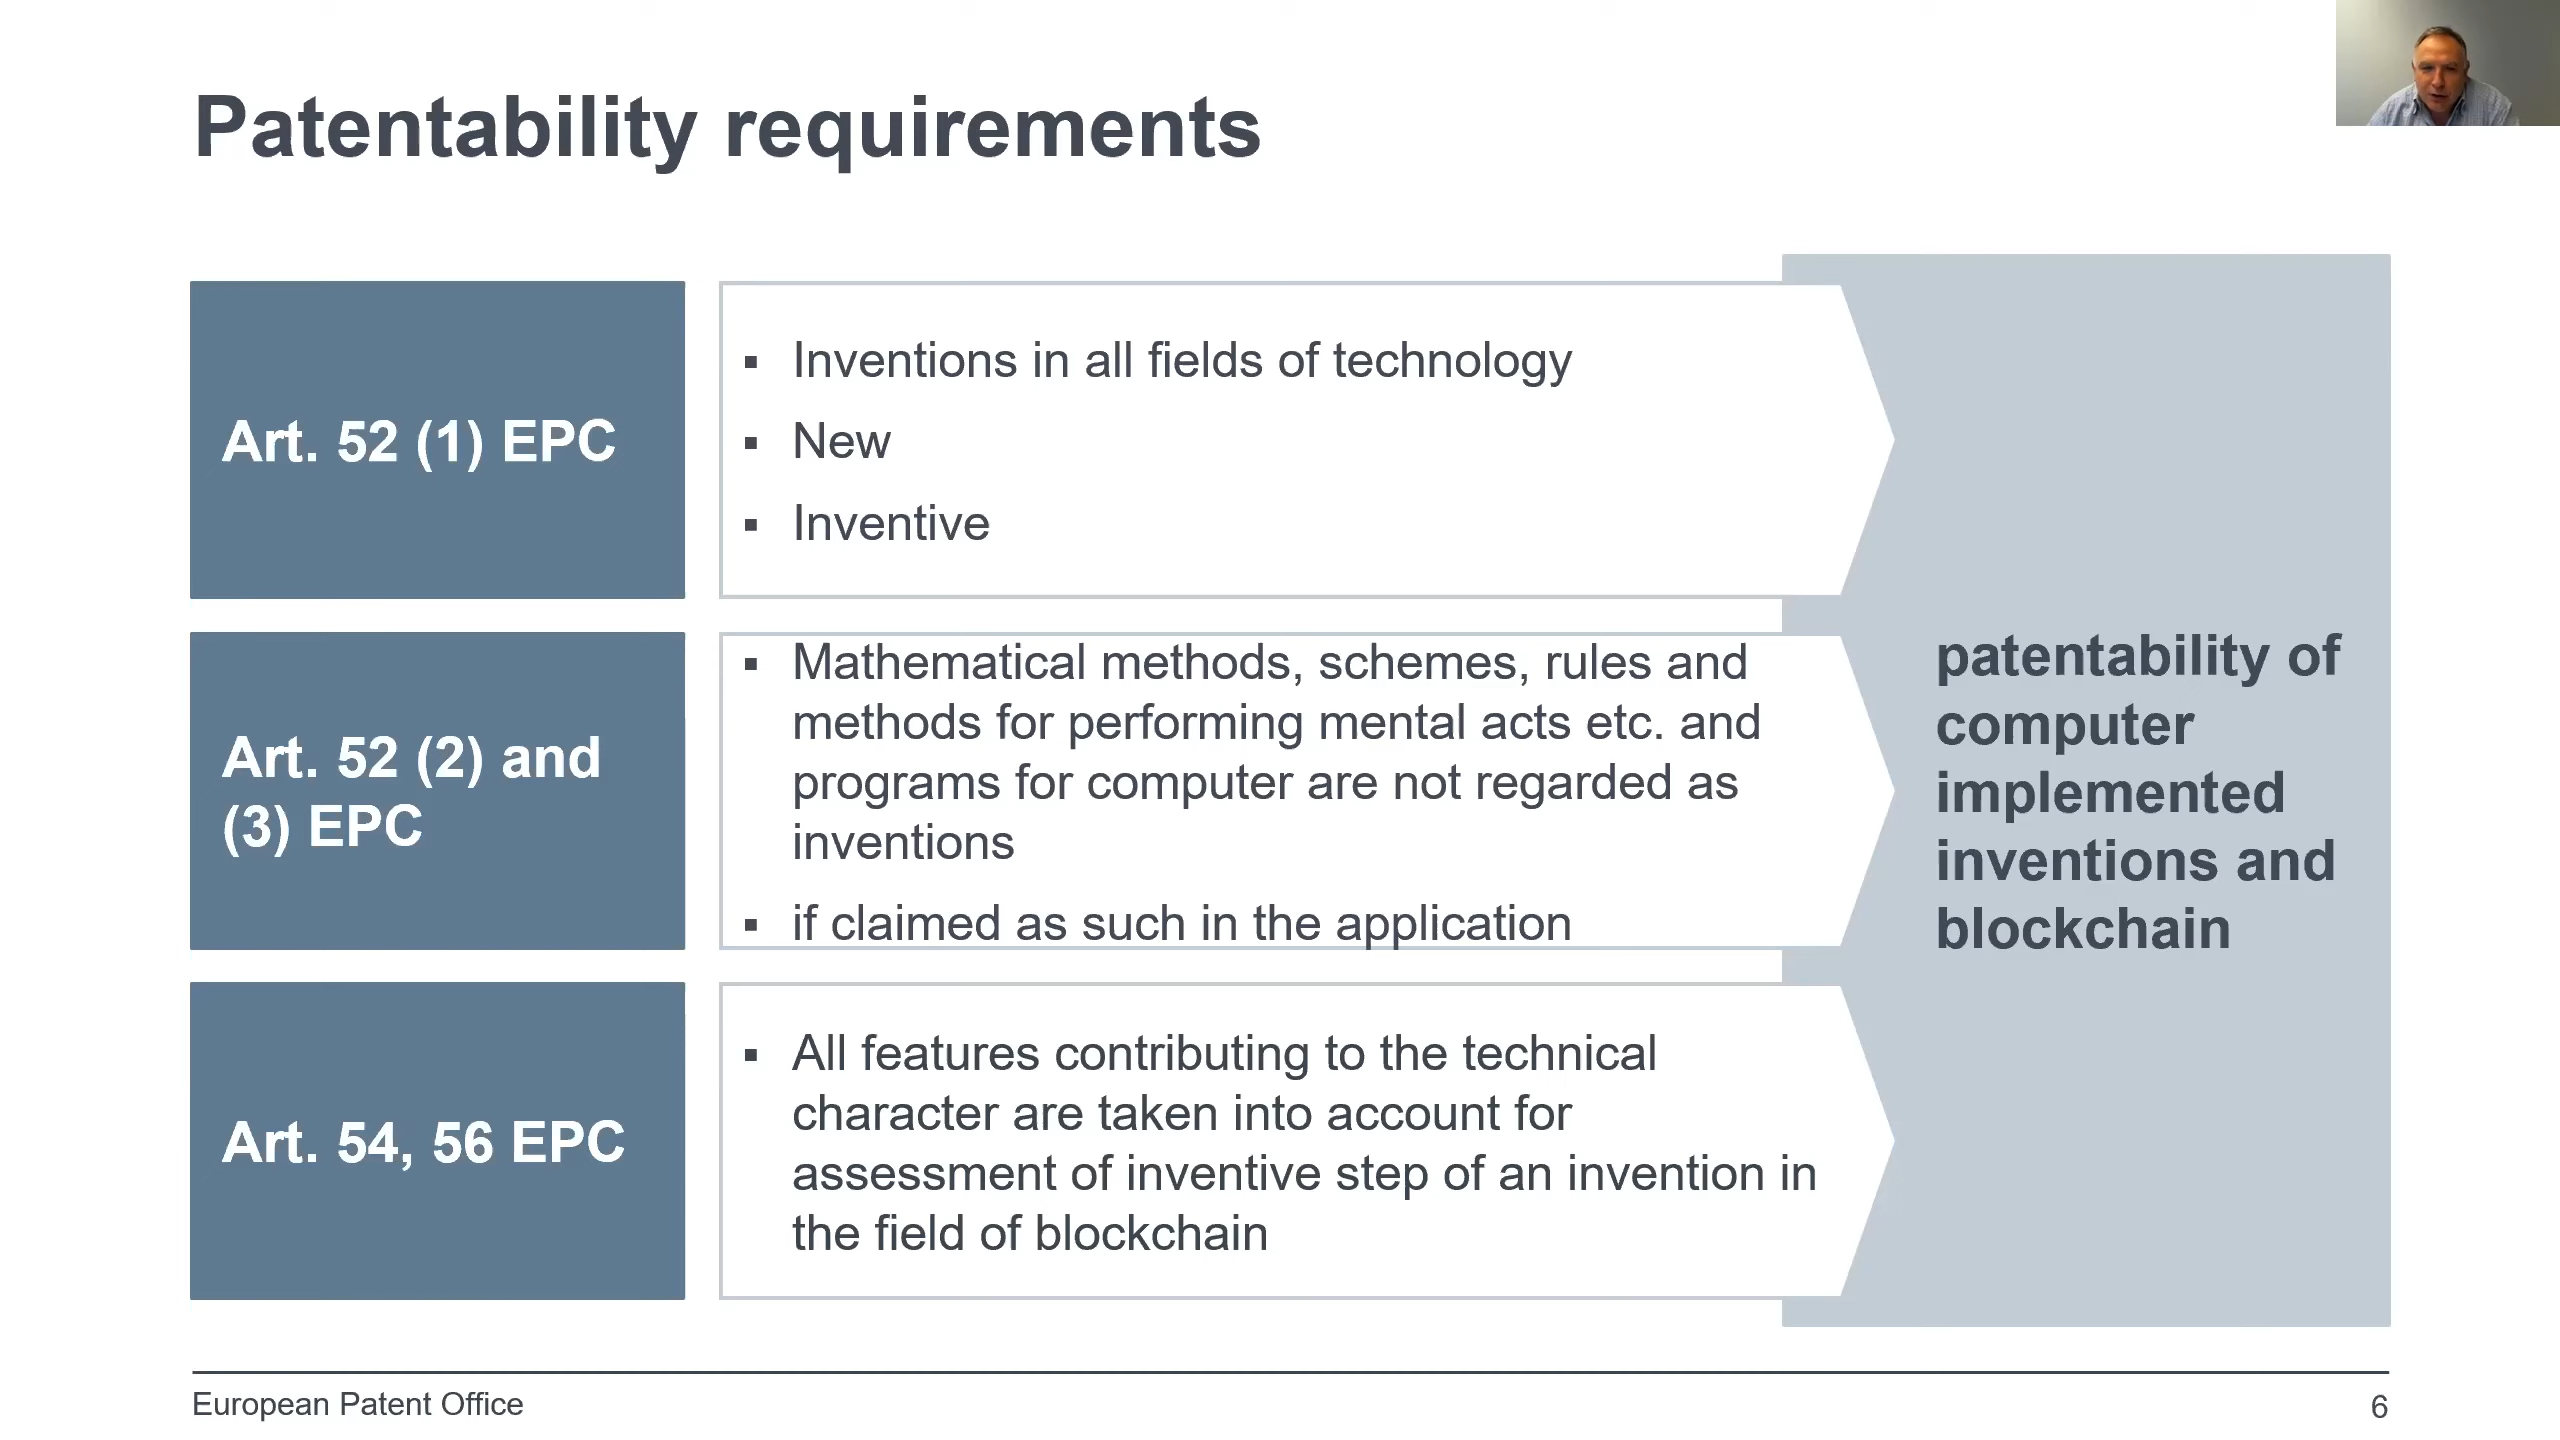 Patentability requirements
Art. 52 (1) EPC
▪ Inventions in all fields of technology
▪ New
▪ Inventive
Art. 52 (2) and
(3) EPC
▪ Mathematical methods, schemes, rules and
methods for performing mental acts etc. and
programs for computer are not regarded as
inventions
▪ if claimed as such in the application
Art. 54, 56 EPC
▪ All features contributing to the technical
character are taken into account for
assessment of inventive step of an invention in
the field of blockchain
patentability of
computer
implemented
inventions and
blockchain
European Patent Office
6